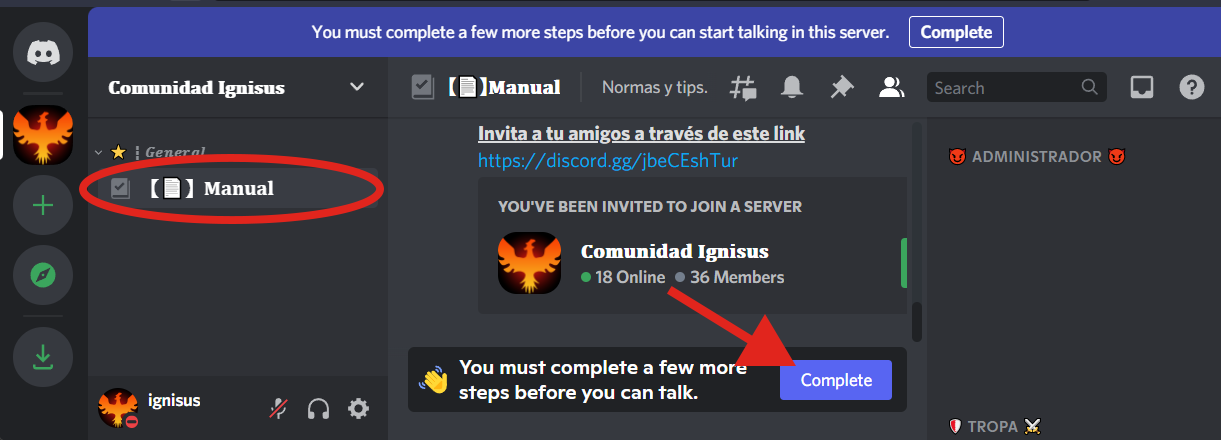 You must complete a few more steps before you can start talking in this server.
Complete
Comunidad Ignisus
【📄】Manual
Normas y tips.
Search
General
【📄】Manual
Invita a tu amigos a través de este link
https://discord.gg/jbeCEshTur
YOU'VE BEEN INVITED TO JOIN A SERVER
Comunidad Ignisus
18 Online 36 Members
You must complete a few more
steps before you can talk.
Complete
ignisus
😈 ADMINISTRADOR 😈
🛡 TROPA ⚔